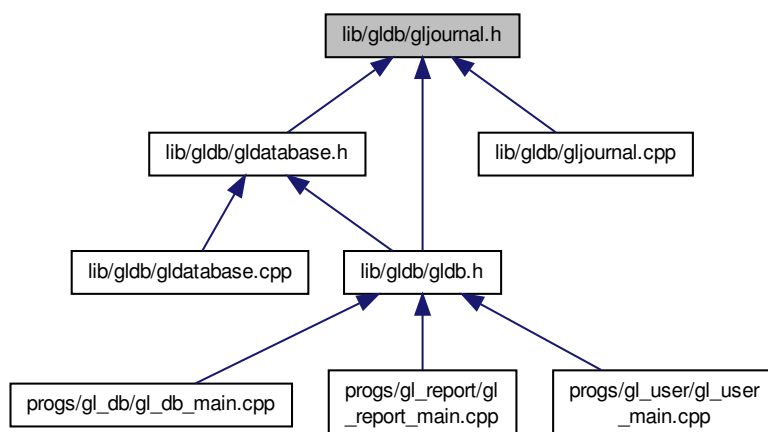 lib/gldb/gljournal.h
lib/gldb/gldatabase.h
lib/gldb/gljournal.cpp
lib/gldb/gldatabase.cpp
lib/gldb/gldb.h
progs/gl_db/gl_db_main.cpp
progs/gl_report/gl
_report_main.cpp
progs/gl_user/gl_user
_main.cpp